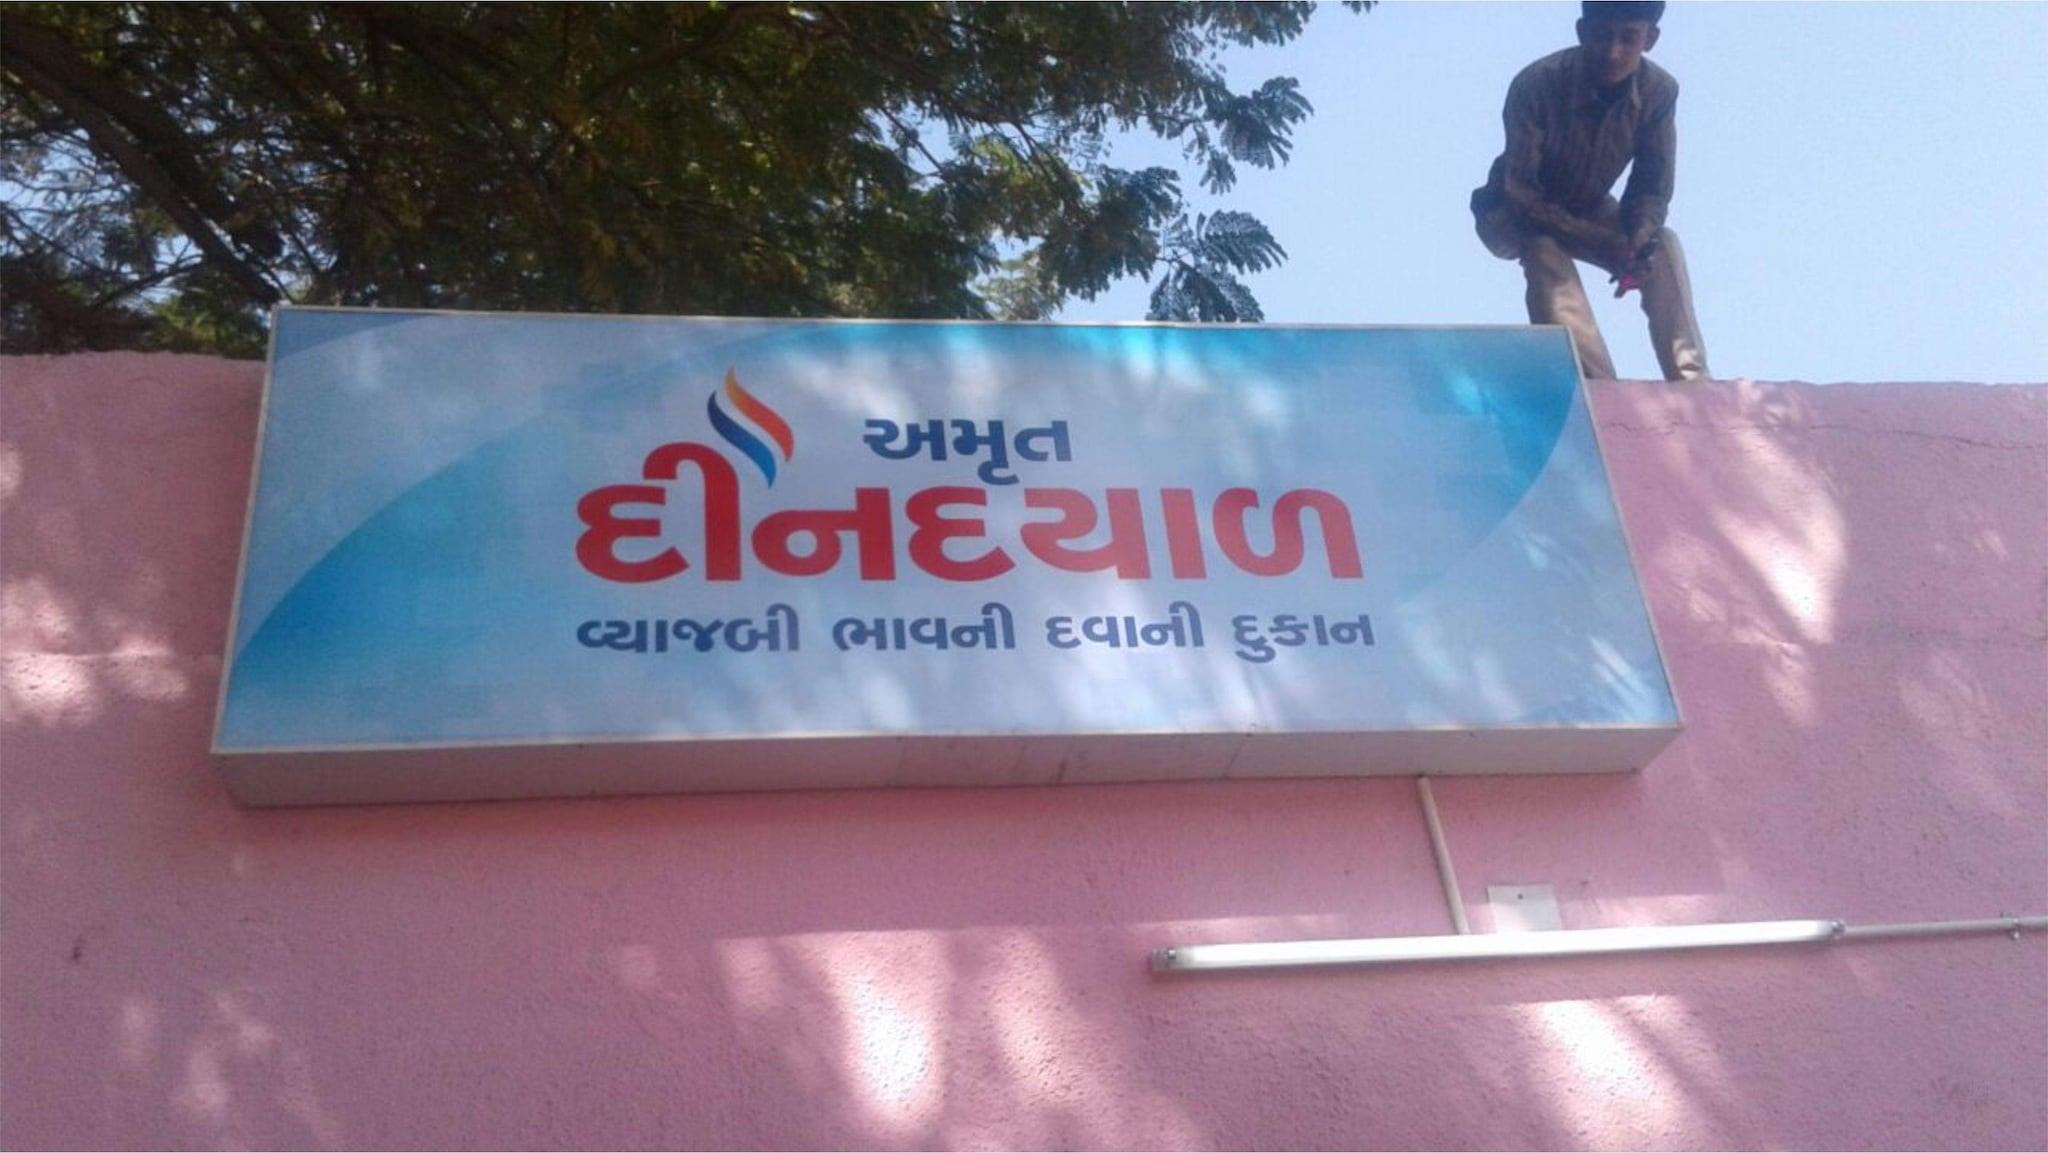 અમૃત
દીનદયાળ
વ્યાજબી ભાવની દવાની દુકાન